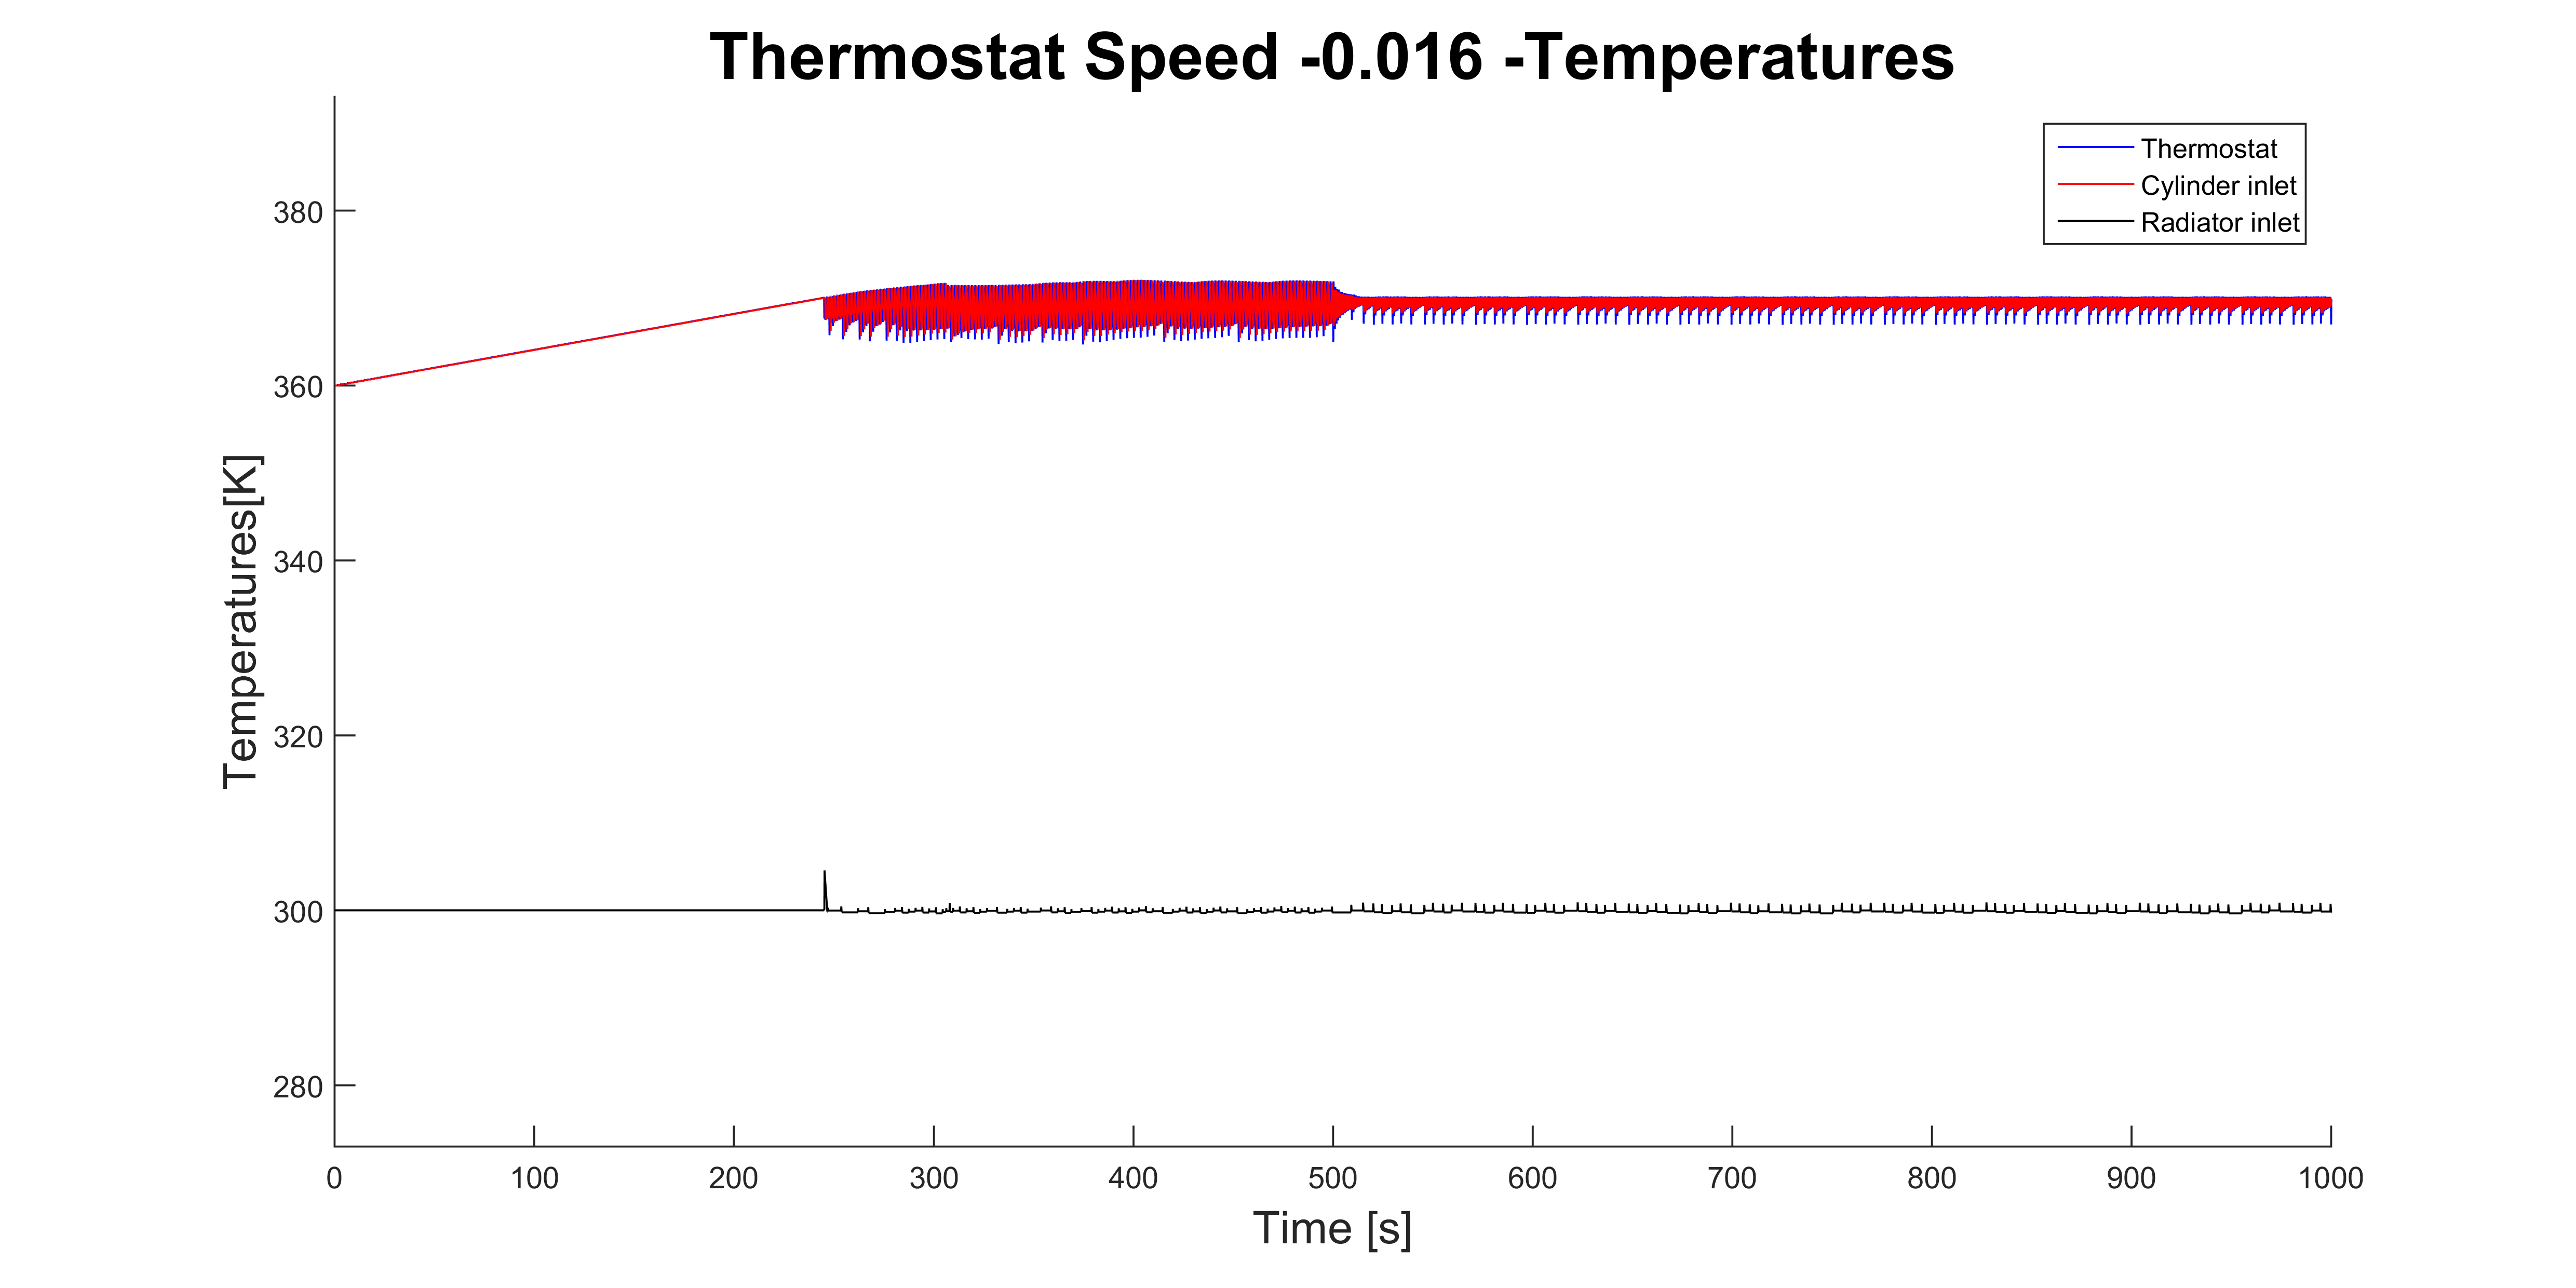 Thermostat Speed -0.016 -Temperatures
Thermostat
Cylinder inlet
Radiator inlet
Temperatures[K]
380
360
340
320
300
280
0 100 200 300 400 500 600 700 800 900 1000
Time [s]